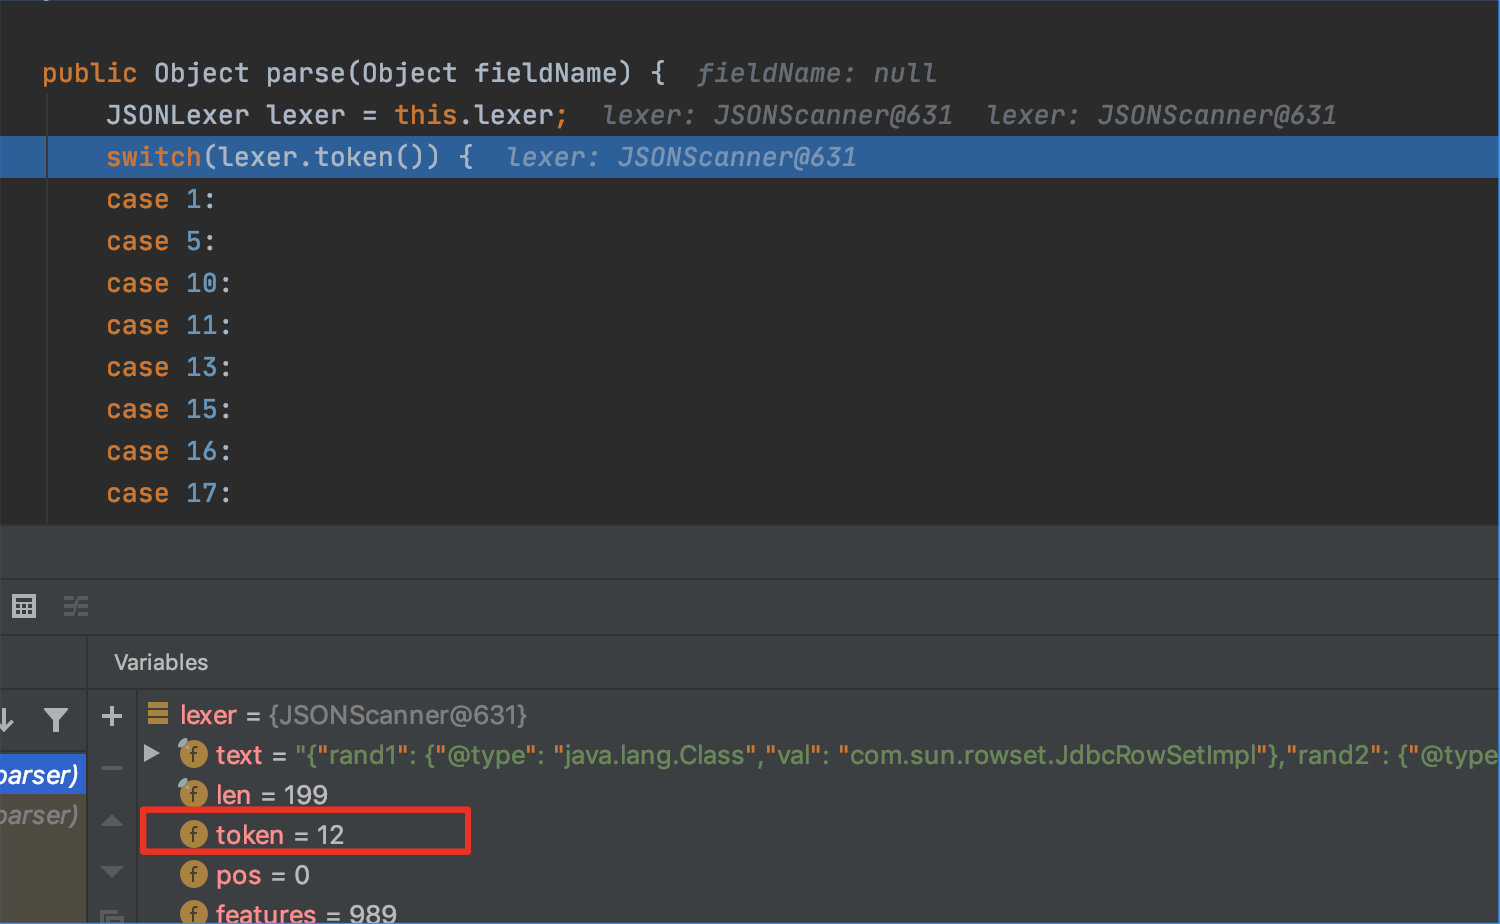 public Object parse(Object fieldName) {  fieldName: null
JSONLexer lexer = this.lexer;  lexer: JSONScanner@631  lexer: JSONScanner@631
switch(lexer.token()) {  lexer: JSONScanner@631
case 1:
case 5:
case 10:
case 11:
case 13:
case 15:
case 16:
case 17:
Variables
lexer = {JSONScanner@631}
text = "{"rand1": {"@type": "java.lang.Class","val": "com.sun.rowset.JdbcRowSetImpl"},"rand2": {"@type
parser)
len = 199
parser)
token = 12
pos = 0
features = 989